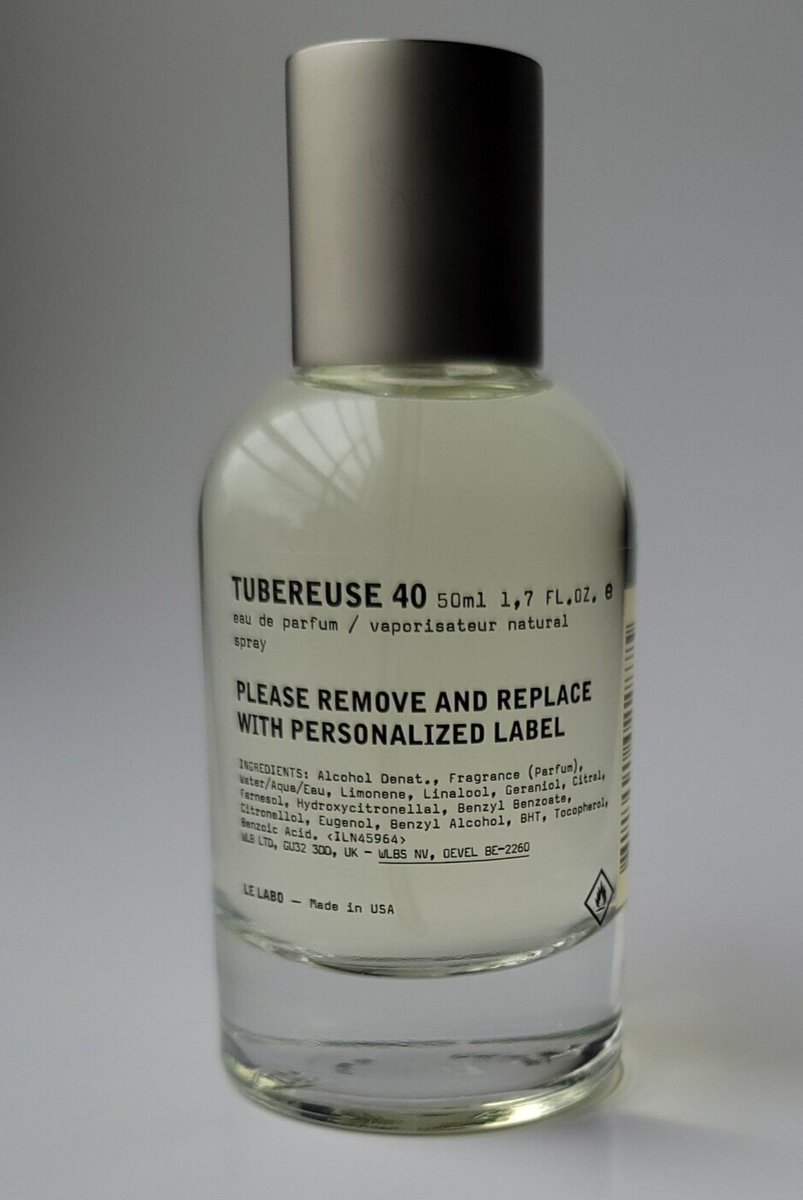 TUBEREUSE 40 50ml 1,7 FL.OZ. ℮
eau de parfum / vaporisateur natural
spray
PLEASE REMOVE AND REPLACE
WITH PERSONALIZED LABEL
INGREDIENTS: Alcohol Denat., Fragrance (Parfum),
Water/Aqua/Eau, Limonene, Linalool, Geraniol, Citral,
Farnesol, Hydroxycitronellal, Benzyl Benzoate,
Citronellol, Eugenol, Benzyl Alcohol, BHT, Tocopherol,
Benzoic Acid. <ILN45964>
WLB LTD, GU32 3DD, UK – WLBS NV, OEVEL BE-2260
LE LABO – Made in USA